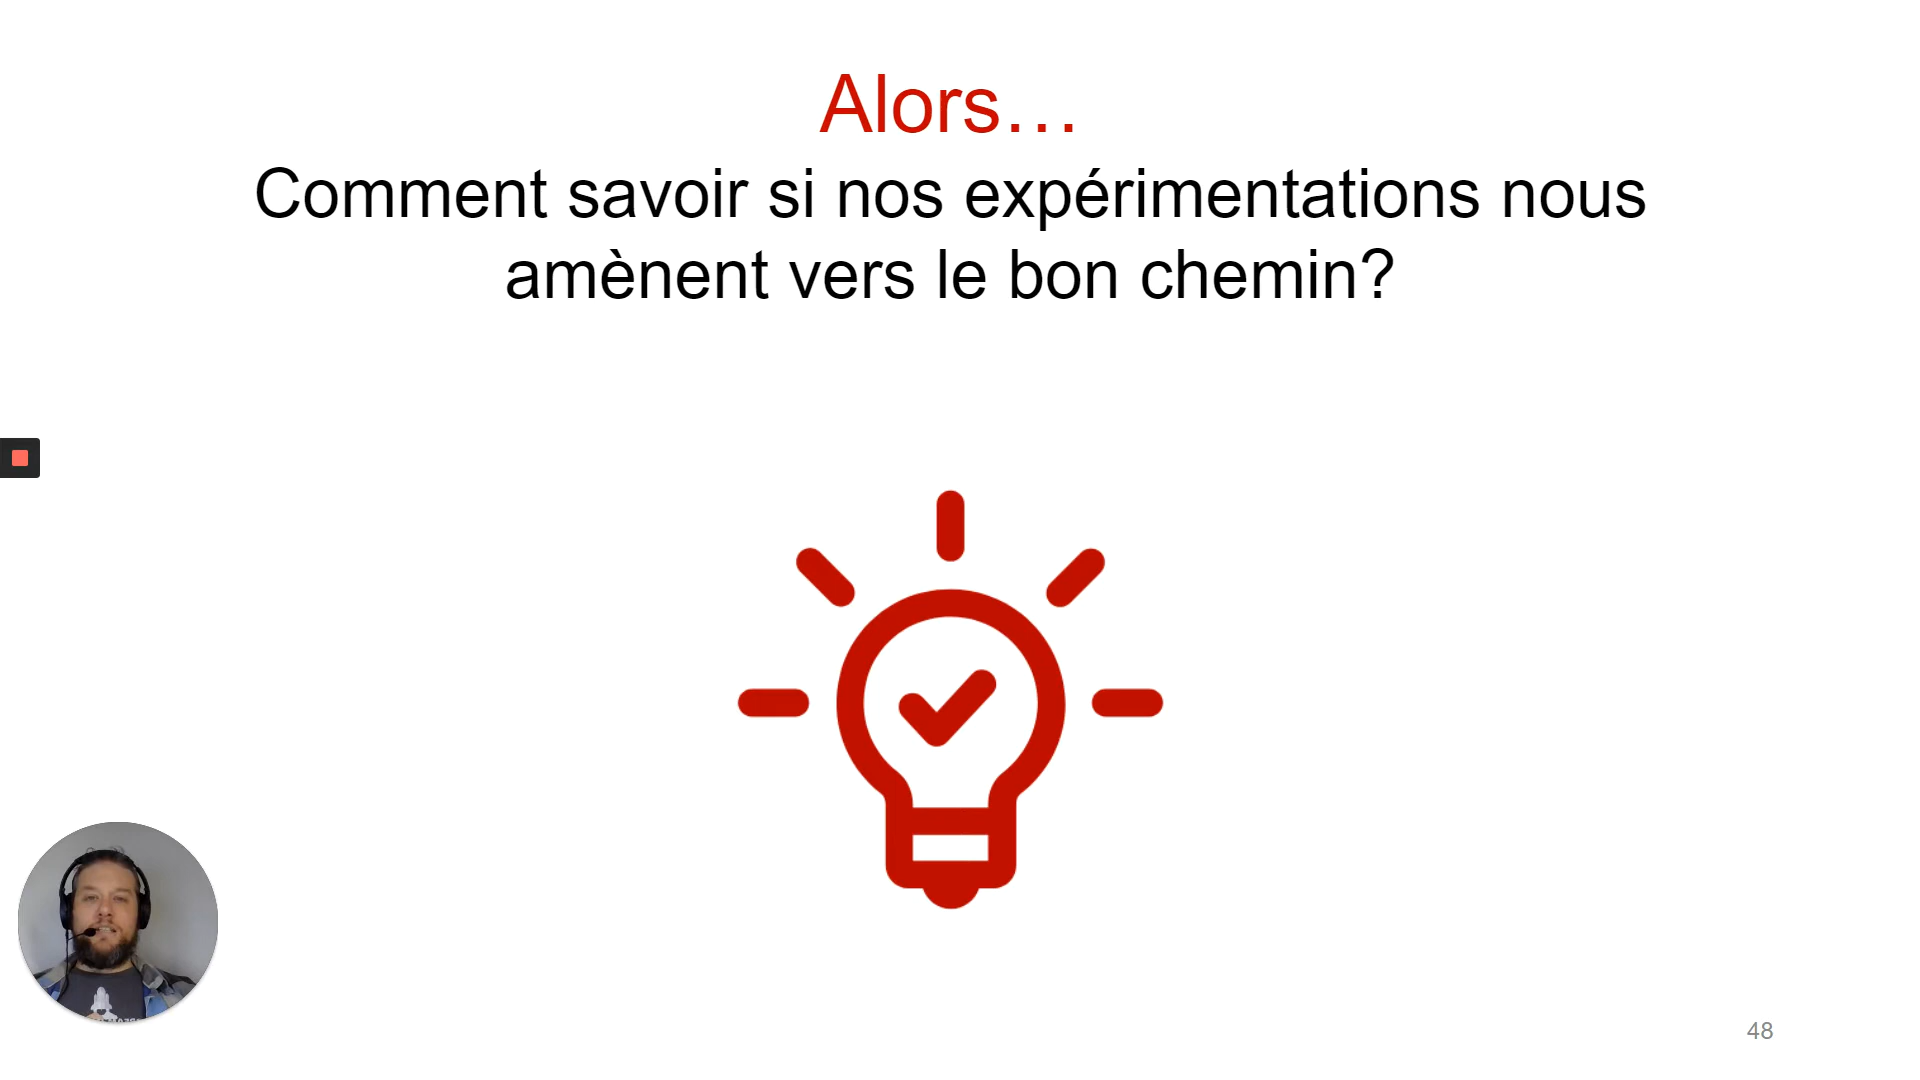 Alors…
Comment savoir si nos expérimentations nous
amènent vers le bon chemin?
48